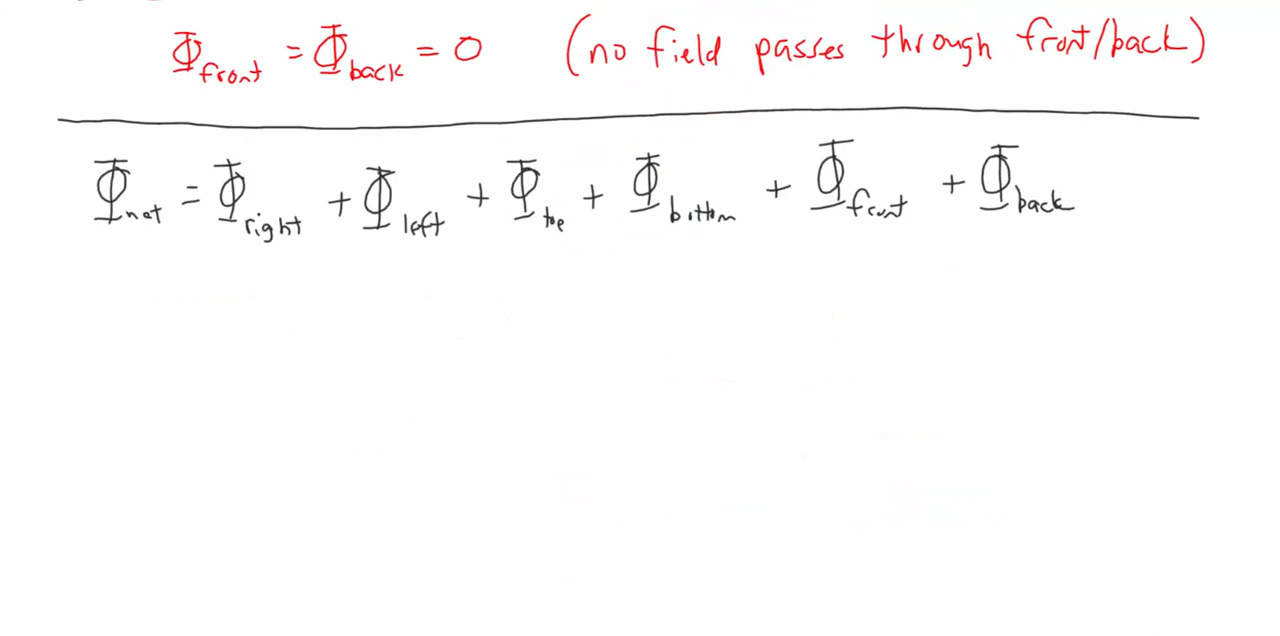 Φfront = Φback = 0 (no field passes through front/back)
Φnet = Φright + Φleft + Φtop + Φbottom + Φfront + Φback